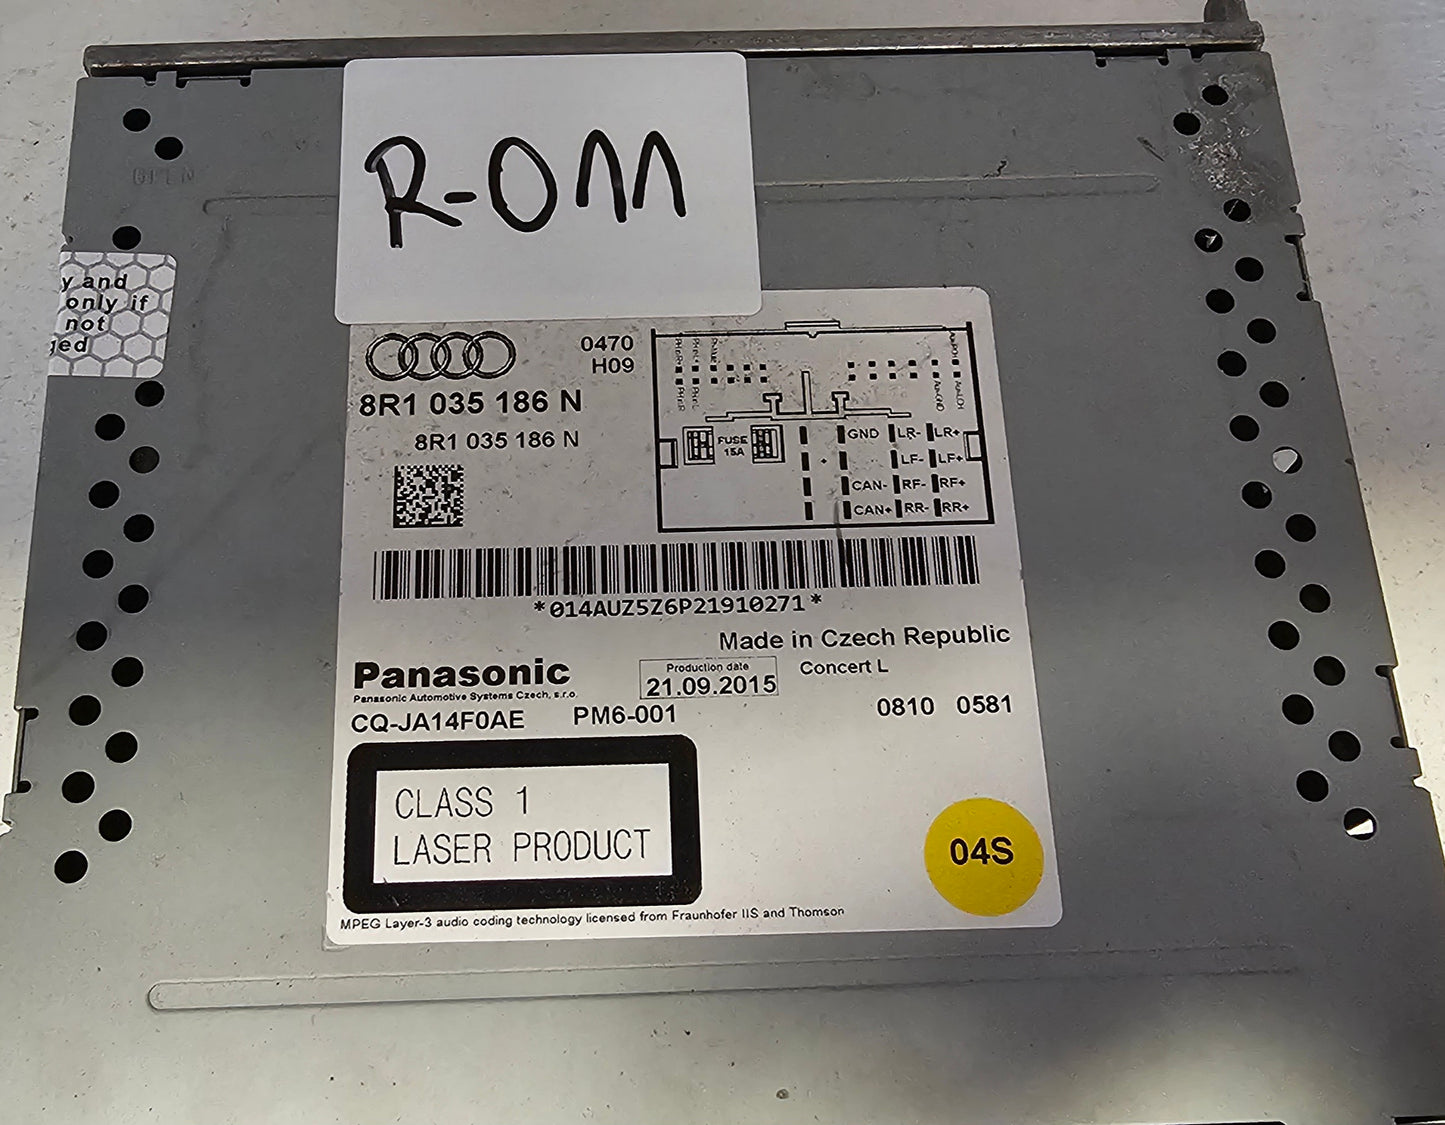 R-011
OPEN
y and
only if
not
ged
0470
H09
8R1 035 186 N
8R1 035 186 N
FUSE
15A
GND LR- LR+
+ LF- LF+
CAN- RF- RF+
CAN+ RR- RR+
*014AUZ5Z6P21910271*
Made in Czech Republic
Panasonic
Panasonic Automotive Systems Czech, s.r.o.
Production date
21.09.2015
Concert L
CQ-JA14F0AE PM6-001
0810 0581
CLASS 1
LASER PRODUCT
04S
MPEG Layer-3 audio coding technology licensed from Fraunhofer IIS and Thomson